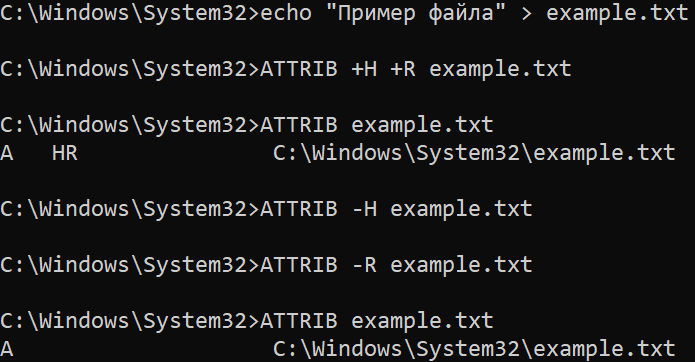 C:\Windows\System32>echo "Пример файла" > example.txt
C:\Windows\System32>ATTRIB +H +R example.txt
C:\Windows\System32>ATTRIB example.txt
A   HR               C:\Windows\System32\example.txt
C:\Windows\System32>ATTRIB -H example.txt
C:\Windows\System32>ATTRIB -R example.txt
C:\Windows\System32>ATTRIB example.txt
A                    C:\Windows\System32\example.txt